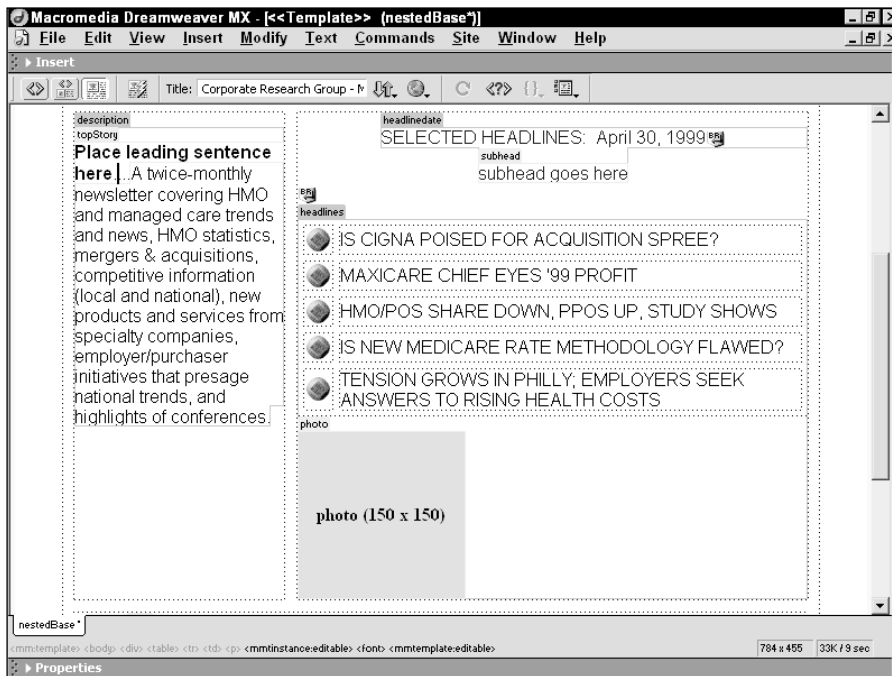 Macromedia Dreamweaver MX - [<<Template>> (nestedBase*)]
File Edit View Insert Modify Text Commands Site Window Help
Insert
Title: Corporate Research Group - N
description
topStory
Place leading sentence
here....A twice-monthly
newsletter covering HMO
and managed care trends
and news, HMO statistics,
mergers & acquisitions,
competitive information
(local and national), new
products and services from
specialty companies,
employer/purchaser
initiatives that presage
national trends, and
highlights of conferences.
headlinedate
SELECTED HEADLINES: April 30, 1999
subhead
subhead goes here
headlines
IS CIGNA POISED FOR ACQUISITION SPREE?
MAXICARE CHIEF EYES '99 PROFIT
HMO/POS SHARE DOWN, PPOS UP, STUDY SHOWS
IS NEW MEDICARE RATE METHODOLOGY FLAWED?
TENSION GROWS IN PHILLY; EMPLOYERS SEEK
ANSWERS TO RISING HEALTH COSTS
photo
photo (150 x 150)
nestedBase*
<mm:template> <body> <div> <table> <tr> <td> <p> <mmtinstance:editable> <font> <mmtemplate:editable>
784 x 455 33K / 9 sec
Properties